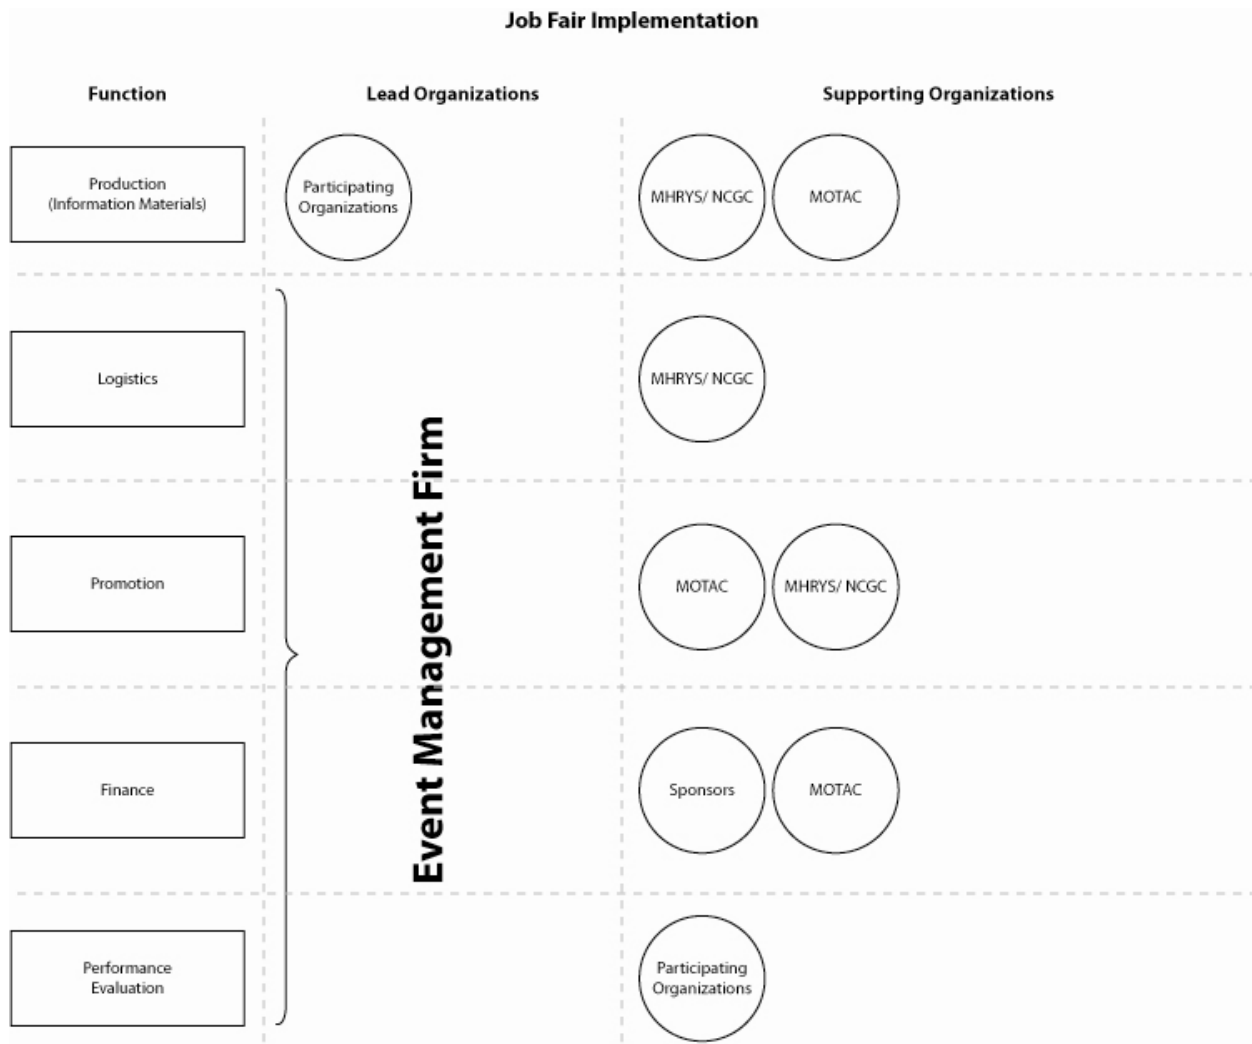 Job Fair Implementation
Function
Lead Organizations
Supporting Organizations
Production
(Information Materials)
Participating
Organizations
MHRYS/ NCGC
MOTAC
Logistics
MHRYS/ NCGC
Event Management Firm
Promotion
MOTAC
MHRYS/ NCGC
Finance
Sponsors
MOTAC
Performance
Evaluation
Participating
Organizations